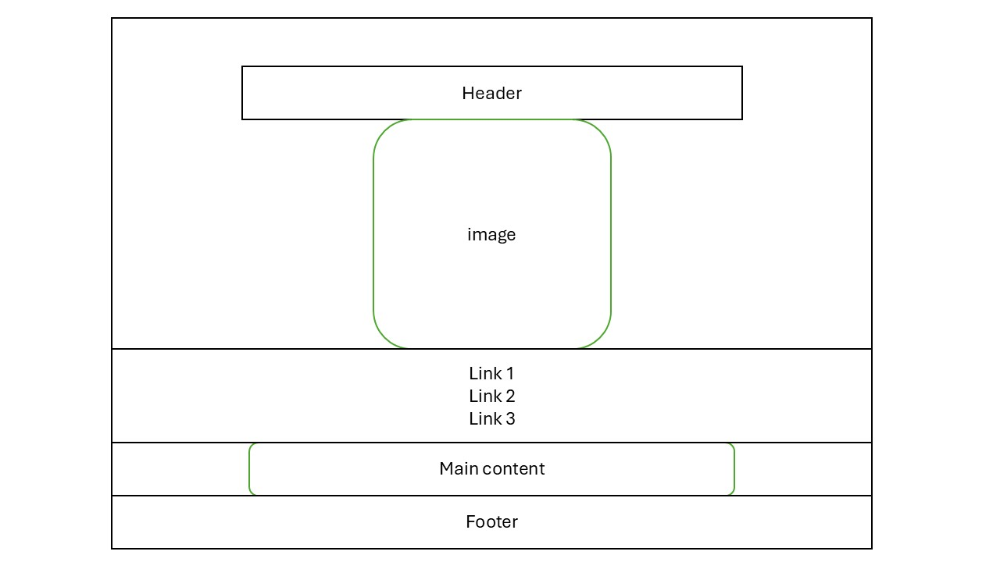 Header
image
Link 1
Link 2
Link 3
Main content
Footer